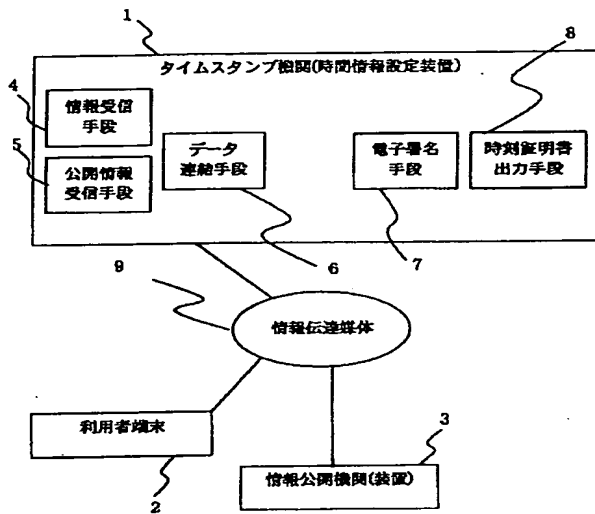 1
8
タイムスタンプ機関(時間情報設定装置)
4
情報受信
手段
5
公開情報
受信手段
データ
連結手段
電子署名
手段
時刻証明書
出力手段
6
7
9
情報伝達媒体
利用者端末
2
3
情報公開機関(装置)